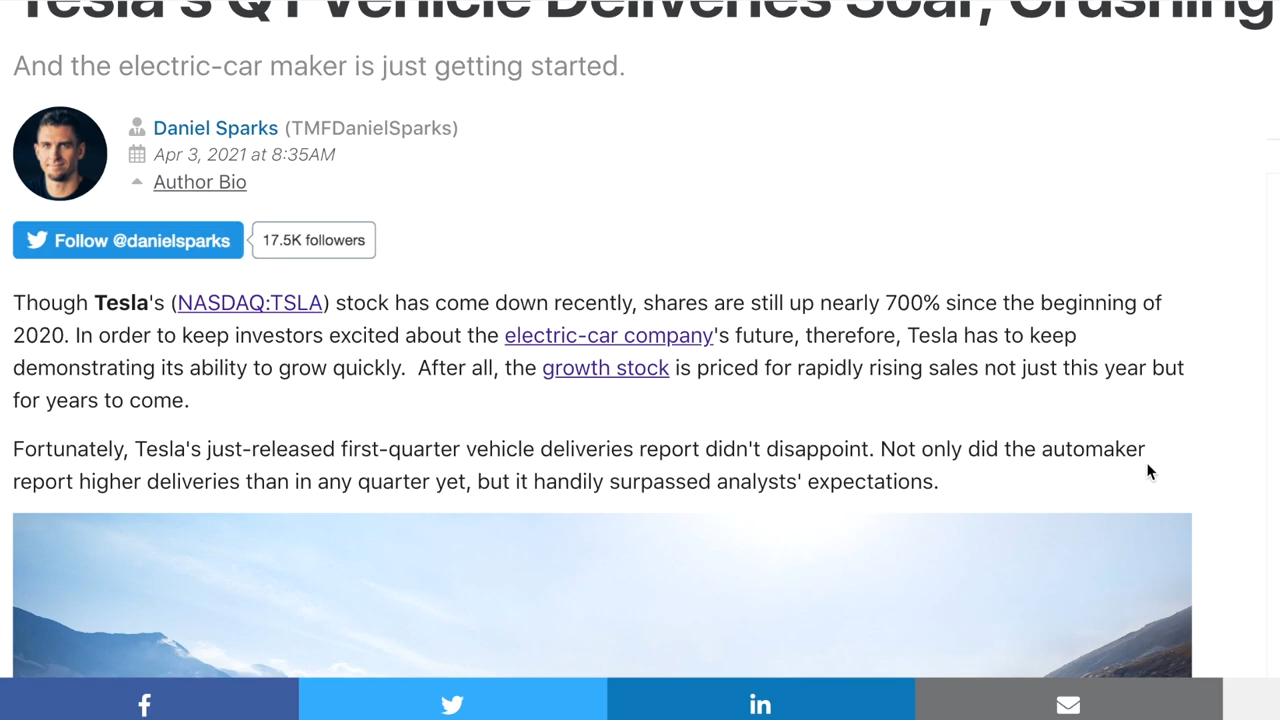 Tesla's Q1 Vehicle Deliveries Soar, Crushing
And the electric-car maker is just getting started.
Daniel Sparks (TMFDanielSparks)
Apr 3, 2021 at 8:35AM
Author Bio
Follow @danielsparks
17.5K followers
Though Tesla's (NASDAQ:TSLA) stock has come down recently, shares are still up nearly 700% since the beginning of
2020. In order to keep investors excited about the electric-car company's future, therefore, Tesla has to keep
demonstrating its ability to grow quickly.  After all, the growth stock is priced for rapidly rising sales not just this year but
for years to come.
Fortunately, Tesla's just-released first-quarter vehicle deliveries report didn't disappoint. Not only did the automaker
report higher deliveries than in any quarter yet, but it handily surpassed analysts' expectations.